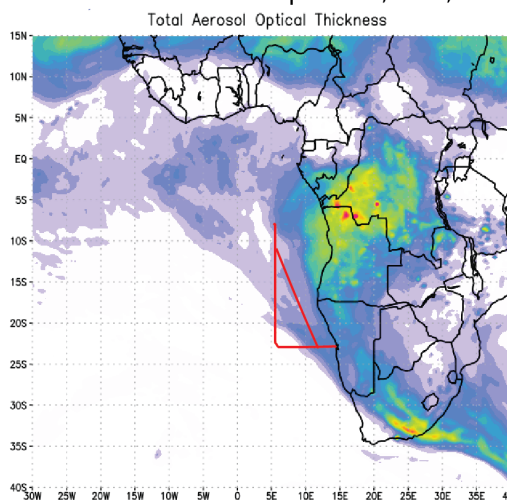 Total Aerosol Optical Thickness
15N
10N
5N
EQ
5S
10S
15S
20S
25S
30S
35S
40S
30W 25W 20W 15W 10W 5W 0 5E 10E 15E 20E 25E 30E 35E